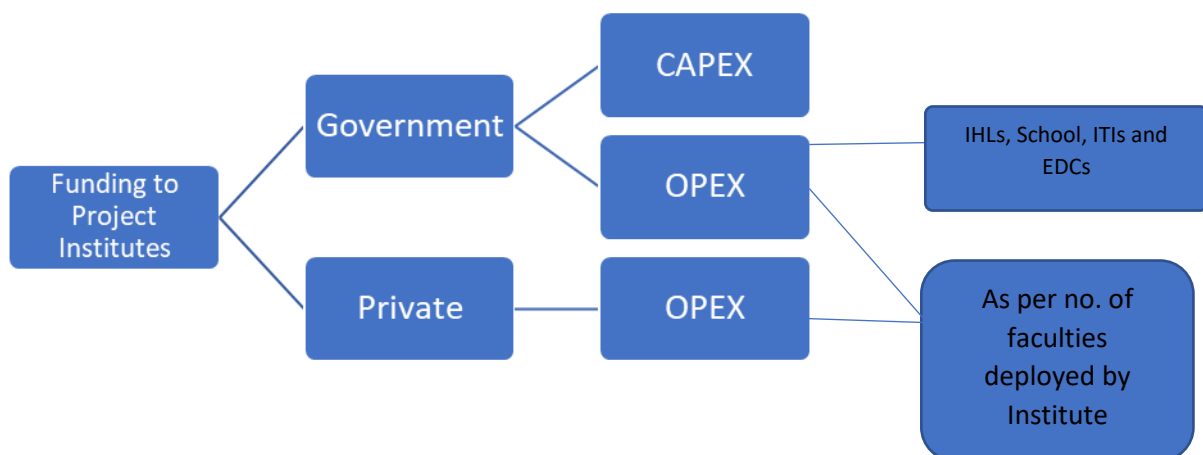 Funding to
Project
Institutes
Government
Private
CAPEX
OPEX
OPEX
IHLs, School, ITIs and
EDCs
As per no. of
faculties
deployed by
Institute